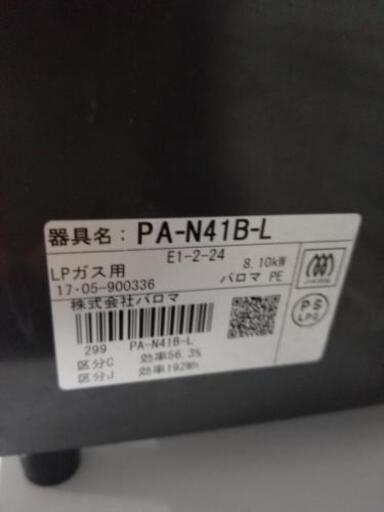 器具名：PA-N41B-L
E1-2-24
LPガス用 8.10kW
17・05-900336 パロマ PE
株式会社パロマ
299 PA-N41B-L
区分C 効率56.3%
区分J 効率192Wh
PS
LPG